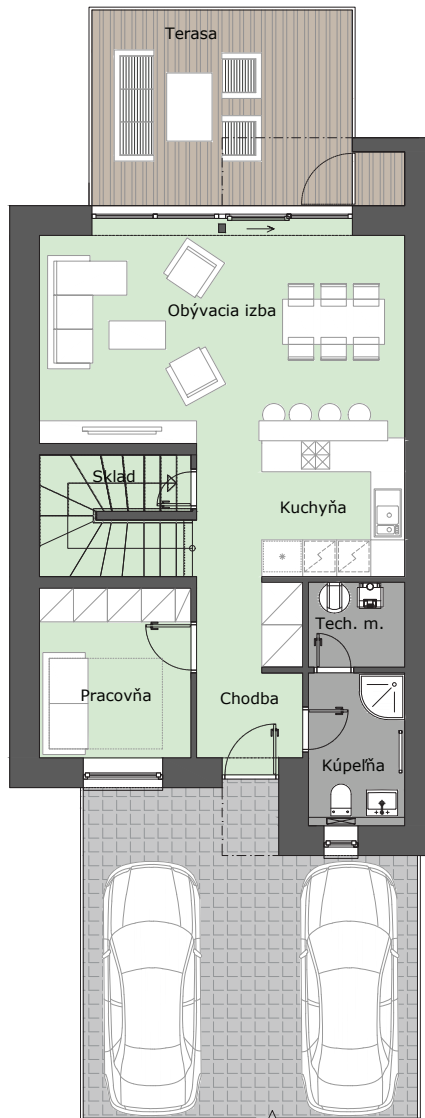 Terasa
Obývacia izba
Sklad
Kuchyňa
Tech. m.
Pracovňa
Chodba
Kúpeľňa